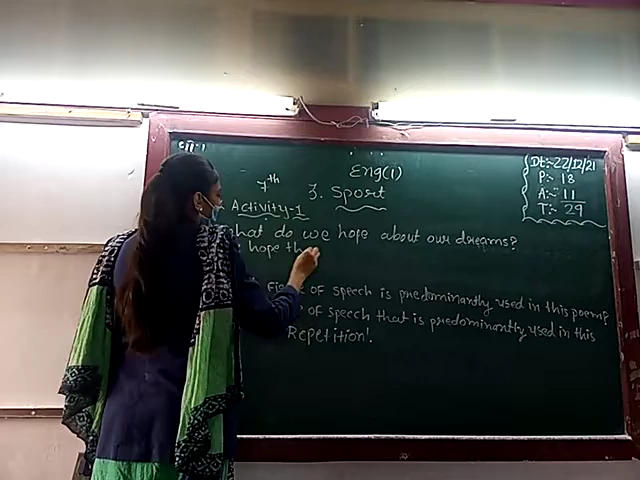 Eng(1)
Dt:- 22/12/21
P:- 18
A:- 11
T:- 29
7th
7. Sport
Activity-1
what do we hope about our dreams?
hope th
of speech is predominantly used in this poem?
of speech that is predominantly used in this
Repetition'.